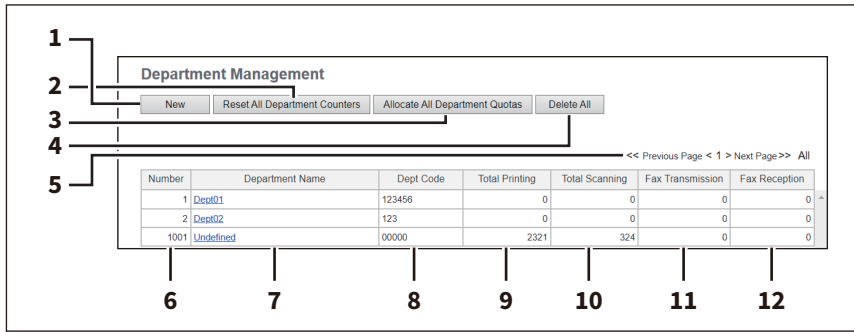 1
Department Management
2
New Reset All Department Counters Allocate All Department Quotas Delete All
3
4
<< Previous Page < 1 > Next Page >> All
5
Number Department Name Dept Code Total Printing Total Scanning Fax Transmission Fax Reception
1 Dept01 123456 0 0 0 0
2 Dept02 123 0 0 0 0
1001 Undefined 00000 2321 324 0 0
6 7 8 9 10 11 12